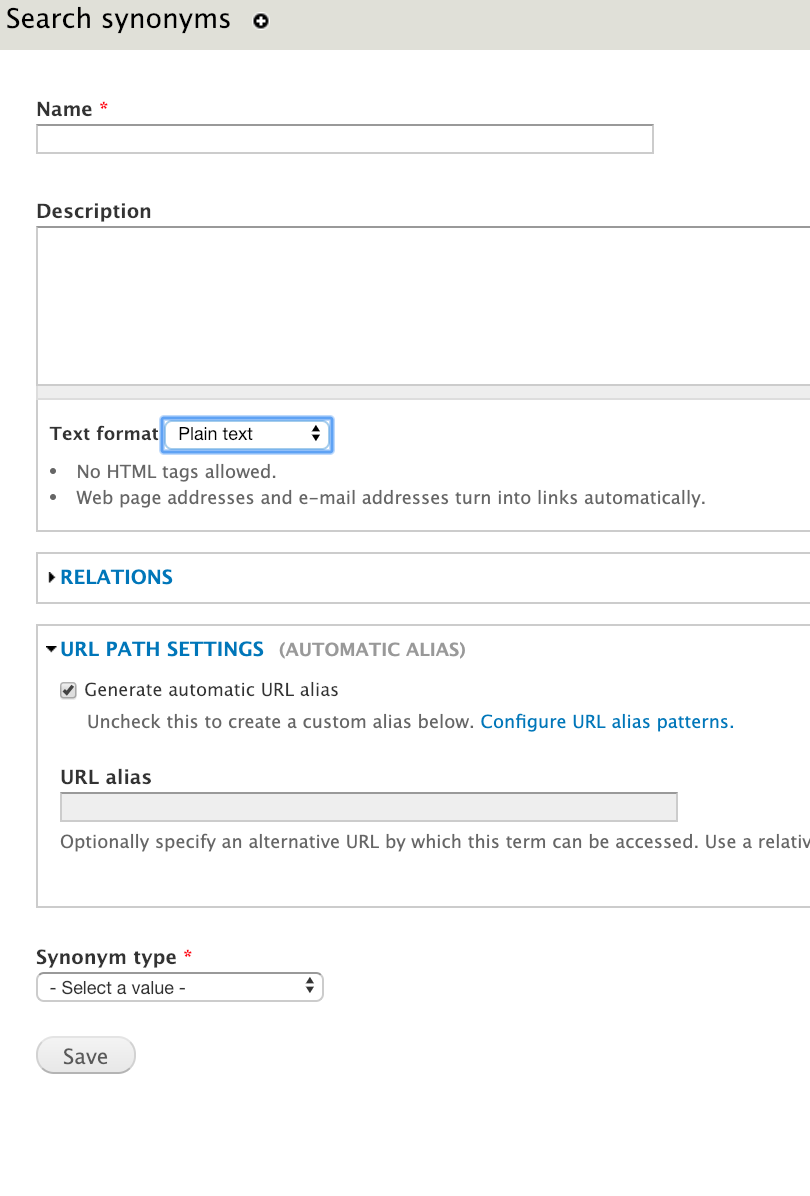 Search synonyms
Name *
Description
Text format Plain text
• No HTML tags allowed.
• Web page addresses and e-mail addresses turn into links automatically.
RELATIONS
URL PATH SETTINGS (AUTOMATIC ALIAS)
Generate automatic URL alias
Uncheck this to create a custom alias below. Configure URL alias patterns.
URL alias
Optionally specify an alternative URL by which this term can be accessed. Use a
Synonym type *
- Select a value -
Save